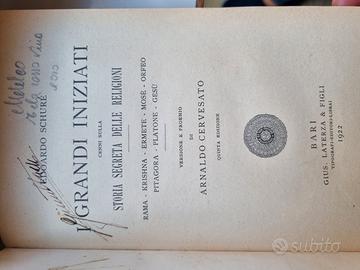 EDOARDO SCHURÉ
I GRANDI INIZIATI
CENNI SULLA
STORIA SEGRETA DELLE RELIGIONI
RAMA - KRISHNA - ERMETE - MOSÈ - ORFEO
PITAGORA - PLATONE - GESÙ
VERSIONE E PROEMIO
DI
ARNALDO CERVESATO
QUINTA EDIZIONE
BARI
GIUS. LATERZA & FIGLI
TIPOGRAFI-EDITORI-LIBRAI
1922
subito